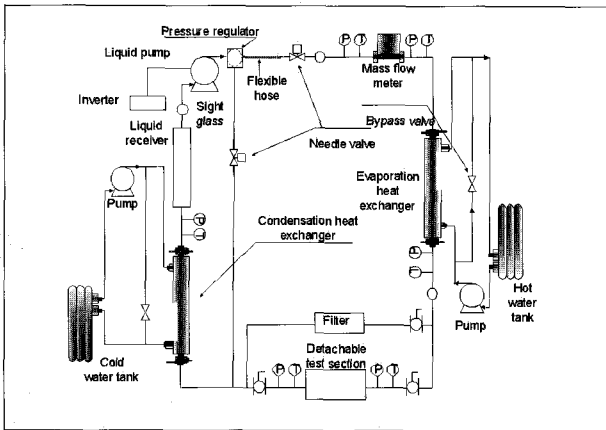 Pressure regulator
Liquid pump
Inverter
Liquid
receiver
Sight
glass
Flexible
hose
P T
P T
Mass flow
meter
Needle valve
Bypass valve
Evaporation
heat
exchanger
Pump
P
T
Condensation heat
exchanger
Cold
water tank
P
T
Pump
Hot
water
tank
Filter
Detachable
test section
P T
P T